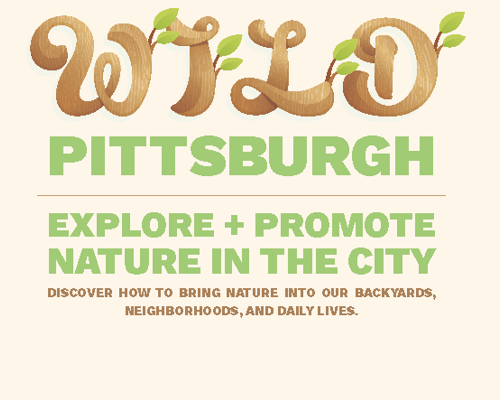 WILD
PITTSBURGH
EXPLORE + PROMOTE
NATURE IN THE CITY
DISCOVER HOW TO BRING NATURE INTO OUR BACKYARDS,
NEIGHBORHOODS, AND DAILY LIVES.